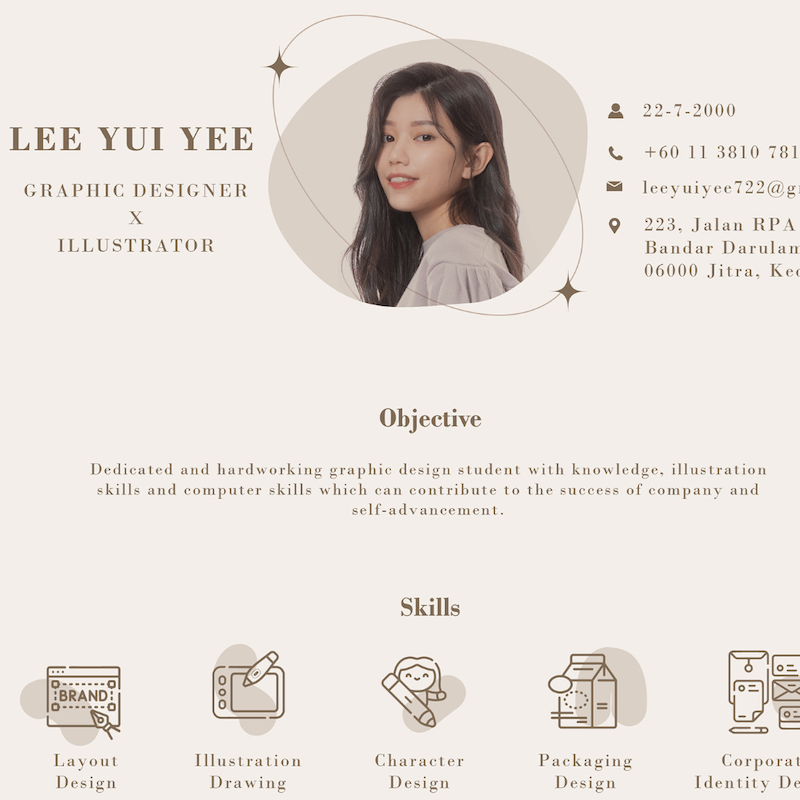 LEE YUI YEE
GRAPHIC DESIGNER
X
ILLUSTRATOR
22-7-2000
+60 11 3810 781
leeyuiyee722@g
223, Jalan RPA
Bandar Darulam
06000 Jitra, Ked
Objective
Dedicated and hardworking graphic design student with knowledge, illustration
skills and computer skills which can contribute to the success of company and
self-advancement.
Skills
BRAND
Layout
Design
Illustration
Drawing
Character
Design
Packaging
Design
Corporat
Identity De